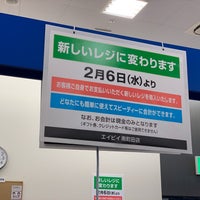 新しいレジに変わります
2月6日(水)より
お客様ご自身でお支払いいただく新しいレジを導入いたします。
どなたにも簡単に使えてスピーディーに会計ができます。
なお、お会計は現金のみとなります
(ギフト券、クレジットカード等はご使用できません)
エイビイ 南町田店
新しいレジに
変わります